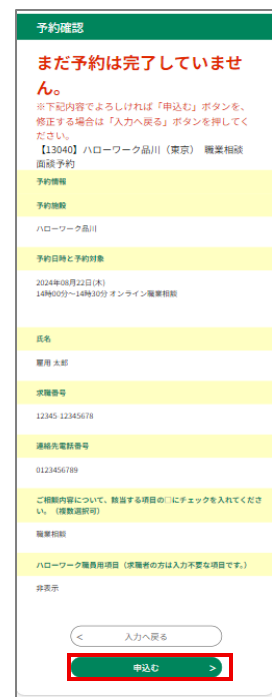 予約確認
まだ予約は完了していませ
ん。
※下記内容でよろしければ「申込む」ボタンを、
修正する場合は「入力へ戻る」ボタンを押してく
ださい。
【13040】ハローワーク品川（東京） 職業相談
面談予約
予約情報
予約施設
ハローワーク品川
予約日時と予約対象
2024年08月22日(木)
14時00分～14時30分 オンライン職業相談
氏名
雇用 太郎
求職番号
12345-12345678
連絡先電話番号
0123456789
ご相談内容について、該当する項目の□にチェックを入れてくださ
い。（複数選択可）
職業相談
ハローワーク職員用項目（求職者の方は入力不要な項目です。）
非表示
< 入力へ戻る
申込む >